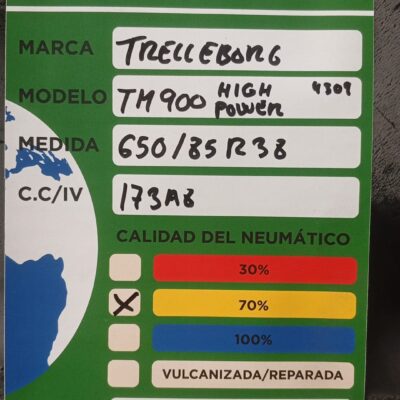 MARCA TRELLEBORG
MODELO TM900 HIGH POWER 4309
MEDIDA 650/85R38
C.C/IV 173A8
CALIDAD DEL NEUMÁTICO
30%
X 70%
100%
VULCANIZADA/REPARADA